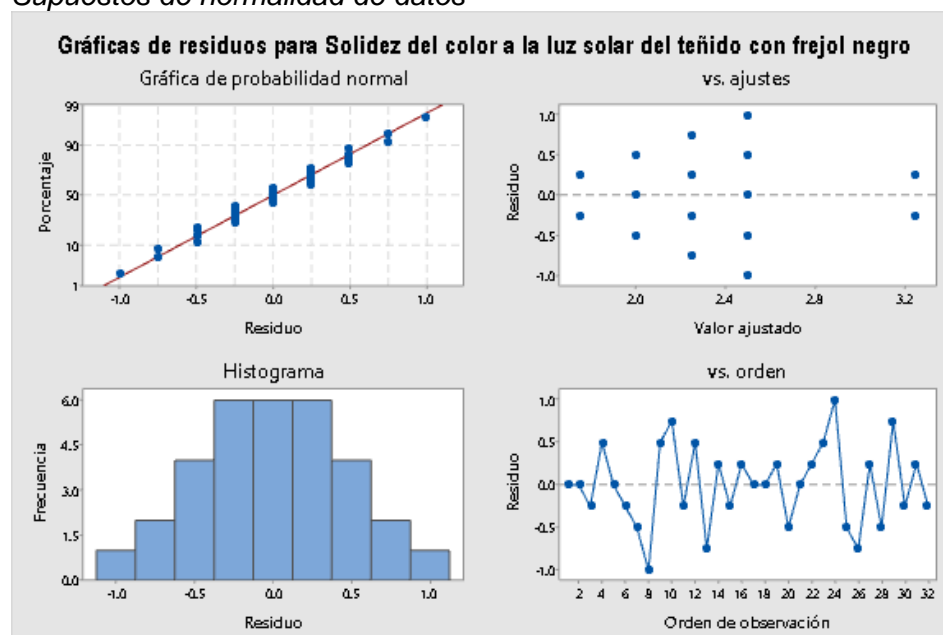 Supuestos de normalidad de datos
Gráficas de residuos para Solidez del color a la luz solar del teñido con frejol negro
Gráfica de probabilidad normal
99
90
50
10
1
Porcentaje
-1.0 -0.5 0.0 0.5 1.0
Residuo
vs. ajustes
1.0
0.5
0.0
-0.5
-1.0
Residuo
2.0 2.4 2.8 3.2
Valor ajustado
Histograma
6.0
4.5
3.0
1.5
0.0
Frecuencia
-1.0 -0.5 0.0 0.5 1.0
Residuo
vs. orden
1.0
0.5
0.0
-0.5
-1.0
Residuo
2 4 6 8 10 12 14 16 18 20 22 24 26 28 30 32
Orden de observación